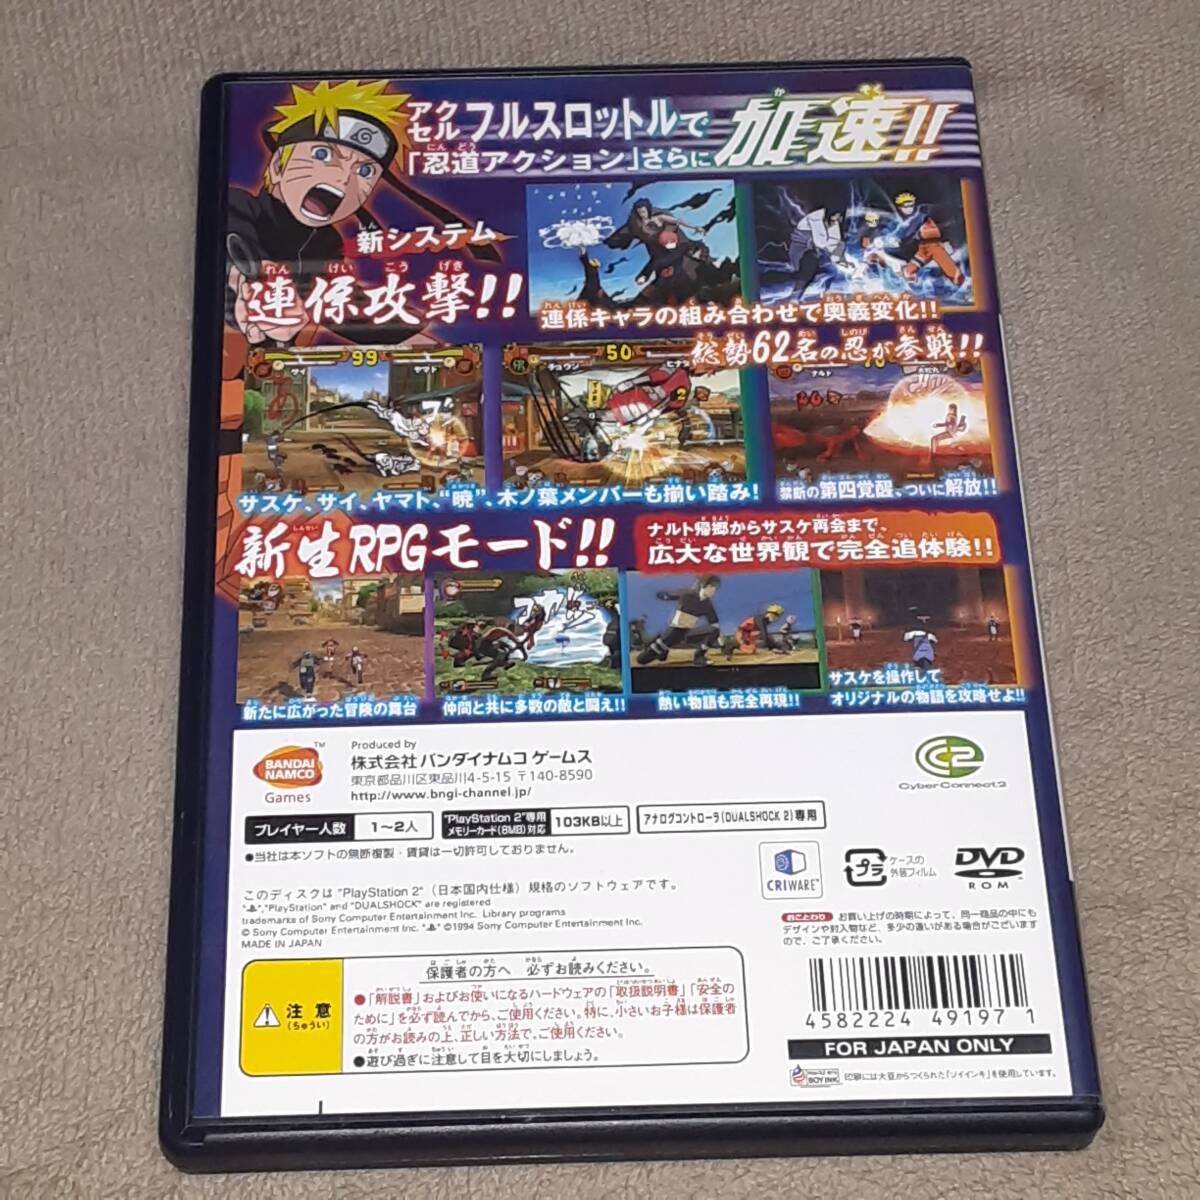 アクセルフルスロットルで
「忍道アクション」さらに
加速!!
新システム
連係攻撃!!
連係キャラの組み合わせで奥義変化!!
総勢62名の忍が参戦!!
99
サイ
ヤマト
50
チョウジ
ナルト
サスケ、サイ、ヤマト、“暁”、木ノ葉メンバーも揃い踏み!
禁断の第四覚醒、ついに解放!!
新生RPGモード!!
ナルト帰郷からサスケ再会まで、
広大な世界観で完全追体験!!
新たに広がった冒険の舞台
仲間と共に多数の敵と闘え!!
熱い物語も完全再現!!
サスケを操作して
オリジナルの物語を攻略せよ!!
BANDAI
NAMCO
Games
TM
Produced by
株式会社 バンダイナムコ ゲームス
東京都品川区東品川4-5-15 〒140-8590
http://www.bngi-channel.jp/
CyberConnect2
プレイヤー人数 1～2人
"PlayStation 2"専用
メモリーカード(8MB)対応
103KB以上
アナログコントローラ(DUALSHOCK 2)専用
●当社は本ソフトの無断複製・賃貸は一切許可しておりません。
CRIWARE
プラ
ケースの
外装フィルム
DVD
ROM
このディスクは "PlayStation 2"（日本国内仕様）規格のソフトウェアです。
"PlayStation" and "DUALSHOCK" are registered
trademarks of Sony Computer Entertainment Inc. Library programs
© Sony Computer Entertainment Inc. ©1994 Sony Computer Entertainment Inc.
MADE IN JAPAN
おことわり お買い上げの時期によって、同一商品の中にも
デザインや封入物など、多少の違いがある場合がございます
ので、ご了承ください。
注意
(ちゅうい)
保護者の方へ 必ずお読みください。
●「解説書」およびお使いになるハードウェアの「取扱説明書」「安全の
ために」を必ず読んでから、ご使用ください。特に、小さいお子様は保護者
の方がお読みの上、正しい方法で、ご使用ください。
●遊び過ぎに注意して目を大切にしましょう。
4582224 491971
FOR JAPAN ONLY
SOY INK
印刷には大豆からつくられた「ソイインキ」を使用しています。